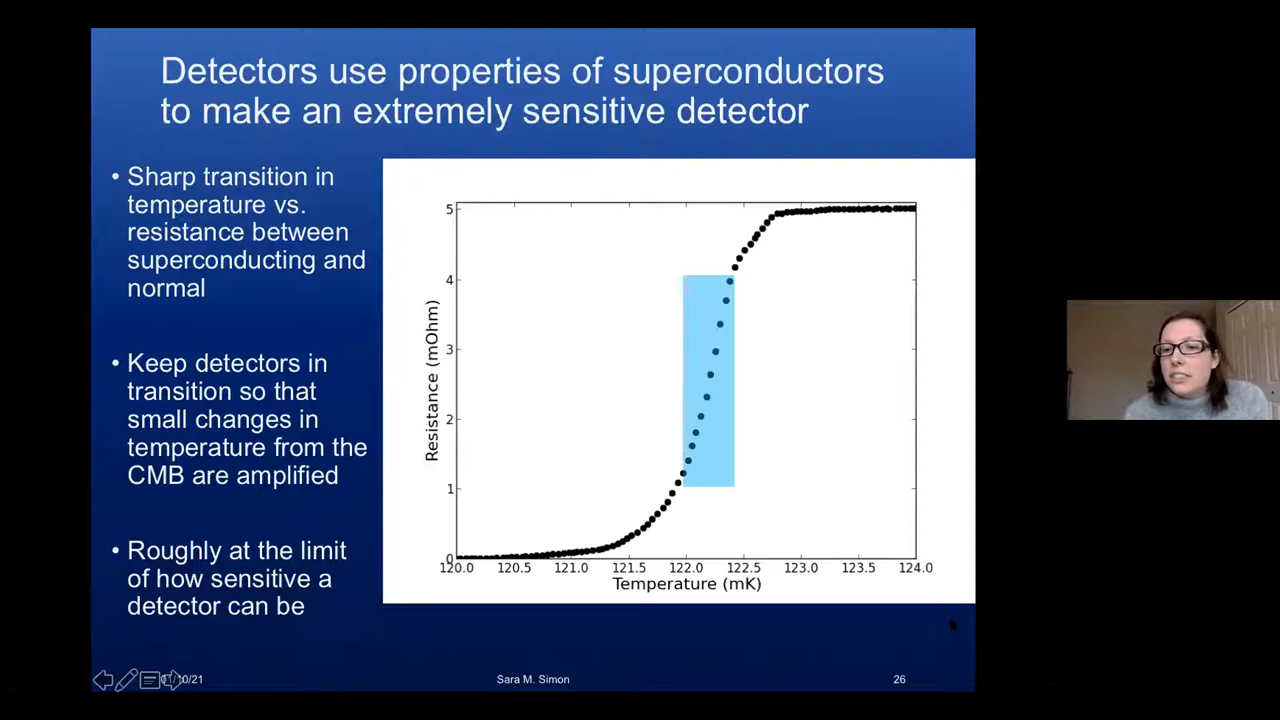 Detectors use properties of superconductors
to make an extremely sensitive detector
• Sharp transition in
temperature vs.
resistance between
superconducting and
normal
• Keep detectors in
transition so that
small changes in
temperature from the
CMB are amplified
• Roughly at the limit
of how sensitive a
detector can be
Resistance (mOhm)
5
4
3
2
1
0
120.0 120.5 121.0 121.5 122.0 122.5 123.0 123.5 124.0
Temperature (mK)
/10/21
Sara M. Simon
26